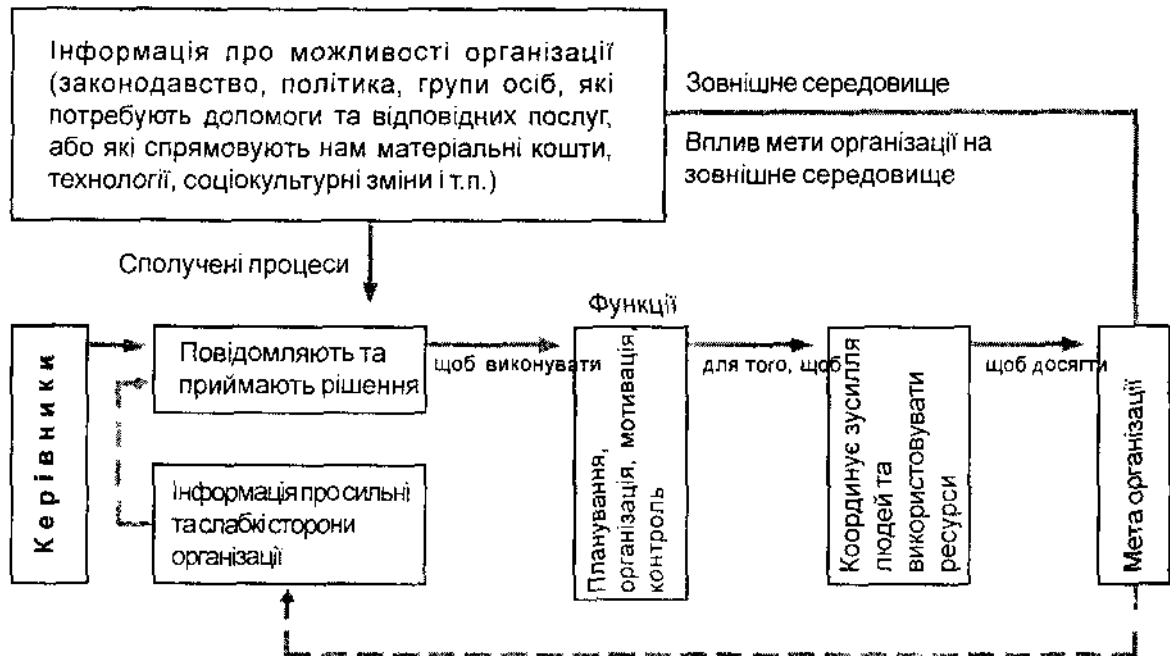 Інформація про можливості організації
(законодавство, політика, групи осіб, які
потребують допомоги та відповідних послуг,
або які спрямовують нам матеріальні кошти,
технології, соціокультурні зміни і т.п.)
Зовнішнє середовище
Вплив мети організації на
зовнішнє середовище
Сполучені процеси
Функції
Керівники
Повідомляють та
приймають рішення
щоб виконувати
Планування,
організація, мотивація
контроль
для того, щоб
Координує зусилля
людей та
використовувати
ресурси
щоб досягти
Мета організації
Інформація про сильні
та слабкі сторони
організації